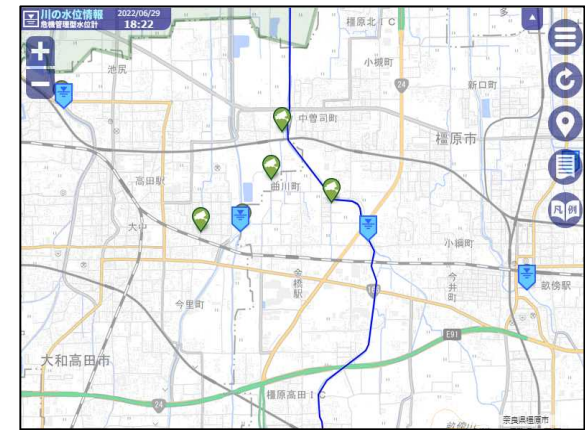 川の水位情報
危機管理型水位計
2022/06/29
18:22
橿原北IC
池尻
小槻町
24
新口町
中曽司町
橿原市
高田駅
曲川町
凡例
大中
小綱町
金橋駅
今井町
畝傍駅
今里町
E91
大和高田市
24
橿原高田IC
奈良県橿原市